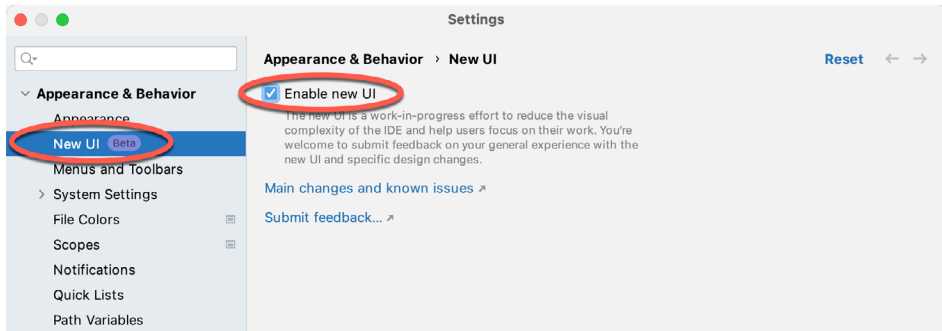 Settings
Appearance & Behavior
Appearance
New UI Beta
Menus and Toolbars
System Settings
File Colors
Scopes
Notifications
Quick Lists
Path Variables
Appearance & Behavior › New UI
Reset
Enable new UI
The new UI is a work-in-progress effort to reduce the visual
complexity of the IDE and help users focus on their work. You're
welcome to submit feedback on your general experience with the
new UI and specific design changes.
Main changes and known issues ↗
Submit feedback... ↗